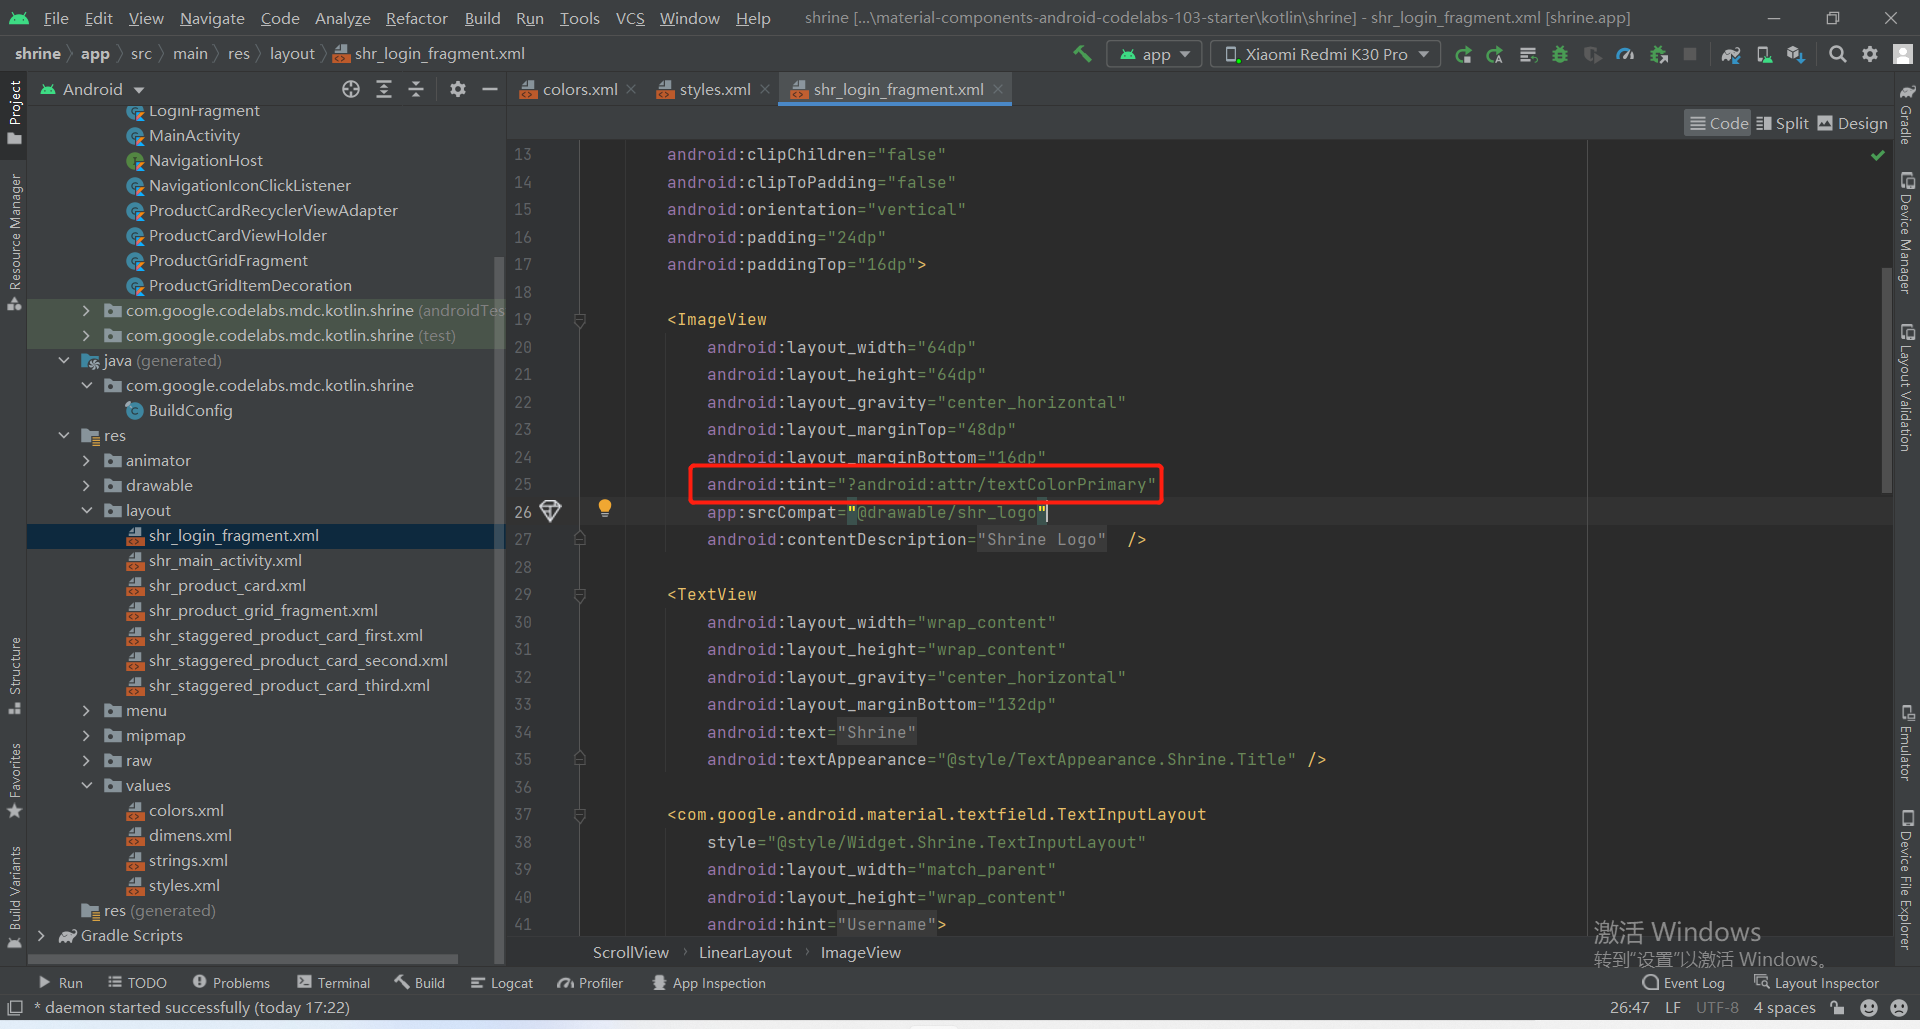 File Edit View Navigate Code Analyze Refactor Build Run Tools VCS Window Help shrine [...\material-components-android-codelabs-103-starter\kotlin\shrine] - shr_login_fragment.xml [shrine.app]
shrine app src main res layout shr_login_fragment.xml app Xiaomi Redmi K30 Pro
Android
colors.xml styles.xml shr_login_fragment.xml
Code Split Design
Project
Resource Manager
Structure
Favorites
Build Variants
LoginFragment
MainActivity
NavigationHost
NavigationIconClickListener
ProductCardRecyclerViewAdapter
ProductCardViewHolder
ProductGridFragment
ProductGridItemDecoration
com.google.codelabs.mdc.kotlin.shrine (androidTes
com.google.codelabs.mdc.kotlin.shrine (test)
java (generated)
com.google.codelabs.mdc.kotlin.shrine
BuildConfig
res
animator
drawable
layout
shr_login_fragment.xml
shr_main_activity.xml
shr_product_card.xml
shr_product_grid_fragment.xml
shr_staggered_product_card_first.xml
shr_staggered_product_card_second.xml
shr_staggered_product_card_third.xml
menu
mipmap
raw
values
colors.xml
dimens.xml
strings.xml
styles.xml
res (generated)
Gradle Scripts
13 android:clipChildren="false"
14 android:clipToPadding="false"
15 android:orientation="vertical"
16 android:padding="24dp"
17 android:paddingTop="16dp">
18
19 <ImageView
20 android:layout_width="64dp"
21 android:layout_height="64dp"
22 android:layout_gravity="center_horizontal"
23 android:layout_marginTop="48dp"
24 android:layout_marginBottom="16dp"
25 android:tint="?android:attr/textColorPrimary"
26 app:srcCompat="@drawable/shr_logo"
27 android:contentDescription="Shrine Logo" />
28
29 <TextView
30 android:layout_width="wrap_content"
31 android:layout_height="wrap_content"
32 android:layout_gravity="center_horizontal"
33 android:layout_marginBottom="132dp"
34 android:text="Shrine"
35 android:textAppearance="@style/TextAppearance.Shrine.Title" />
36
37 <com.google.android.material.textfield.TextInputLayout
38 style="@style/Widget.Shrine.TextInputLayout"
39 android:layout_width="match_parent"
40 android:layout_height="wrap_content"
41 android:hint="Username">
ScrollView LinearLayout ImageView
Gradle
Device Manager
Layout Validation
Emulator
Device File Explorer
激活 Windows
转到"设置"以激活 Windows。
Run TODO Problems Terminal Build Logcat Profiler App Inspection Event Log Layout Inspector
* daemon started successfully (today 17:22) 26:47 LF UTF-8 4 spaces